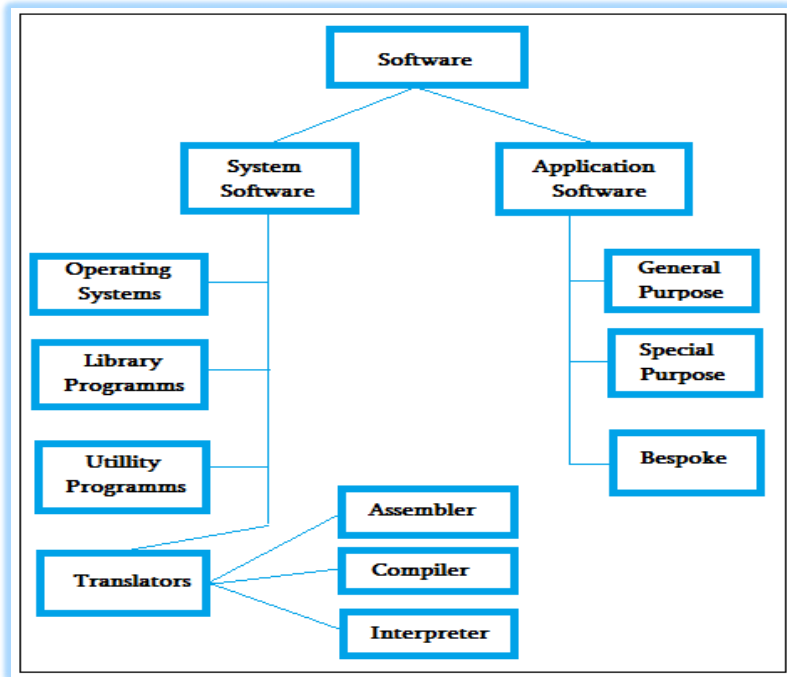 Software
System
Software
Application
Software
Operating
Systems
General
Purpose
Library
Programms
Special
Purpose
Utillity
Programms
Bespoke
Assembler
Translators
Compiler
Interpreter